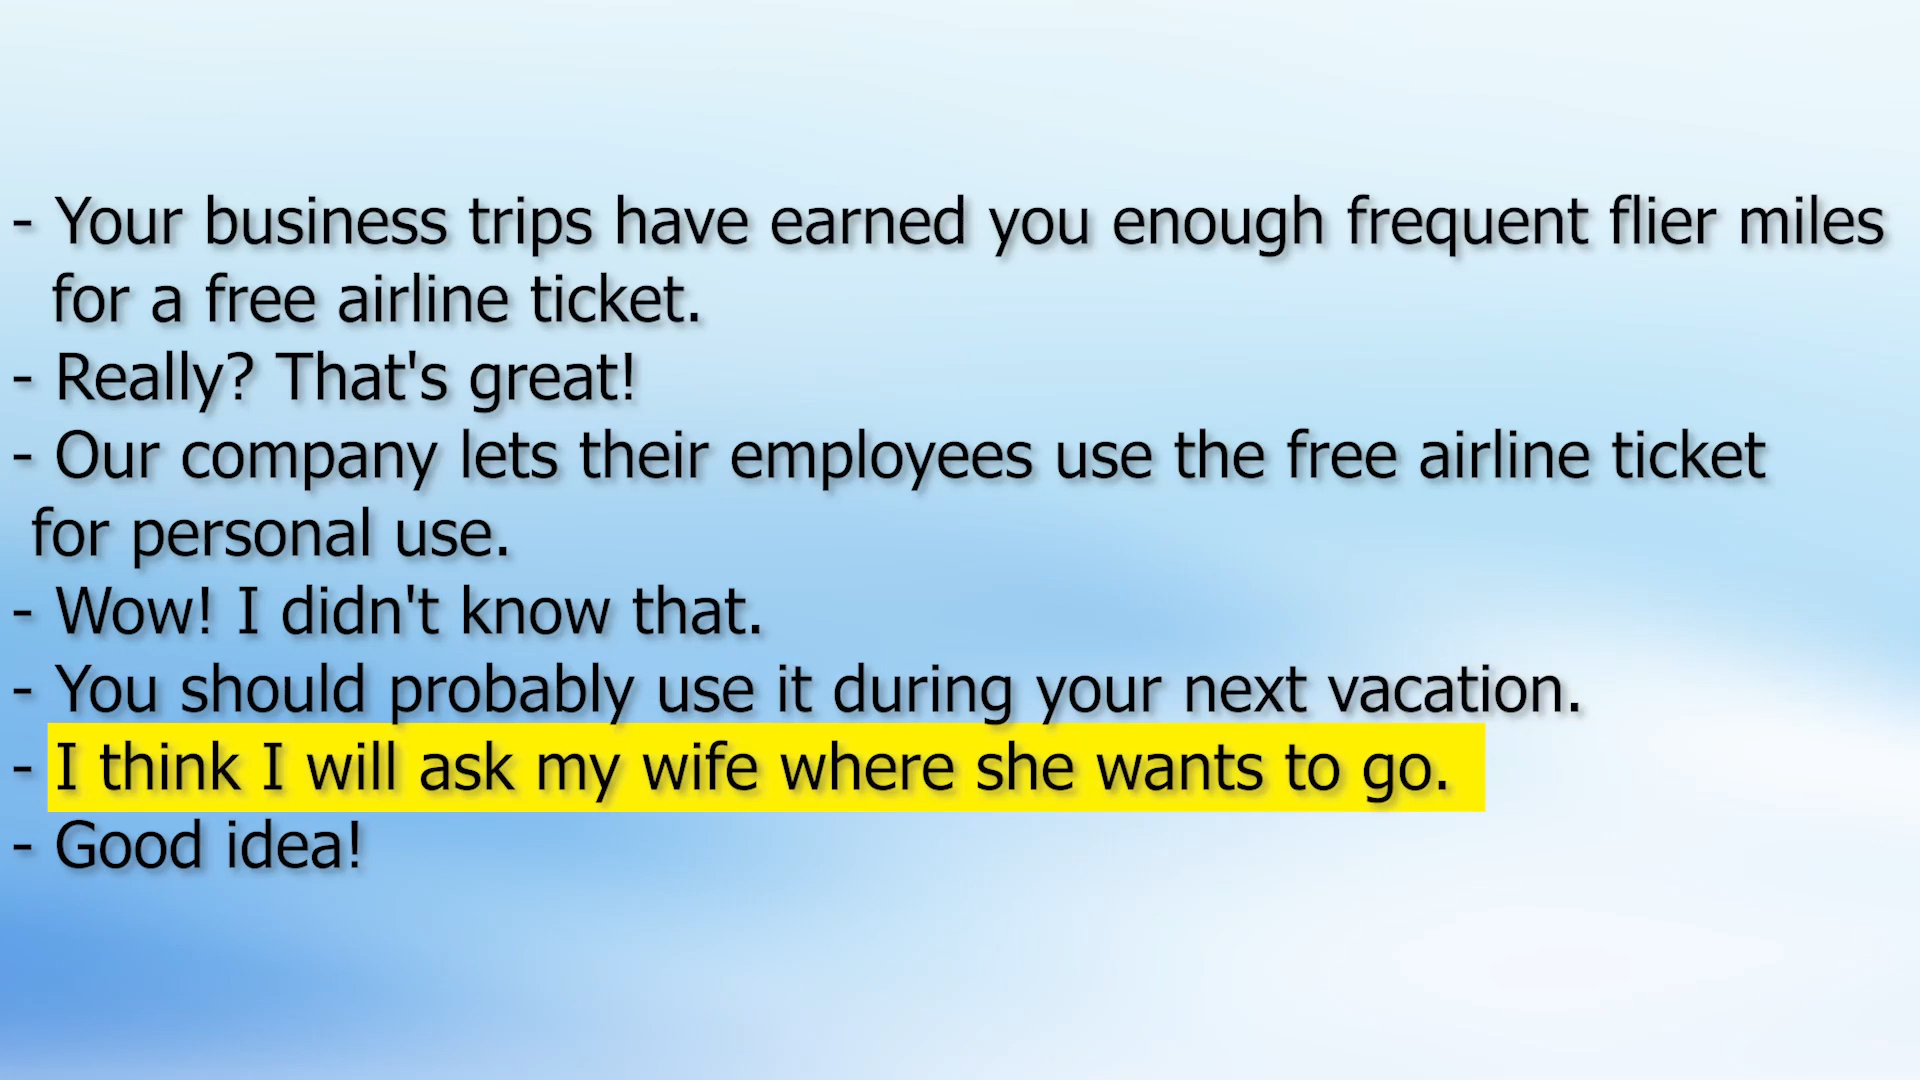 - Your business trips have earned you enough frequent flier miles
for a free airline ticket.
- Really? That's great!
- Our company lets their employees use the free airline ticket
for personal use.
- Wow! I didn't know that.
- You should probably use it during your next vacation.
- I think I will ask my wife where she wants to go.
- Good idea!